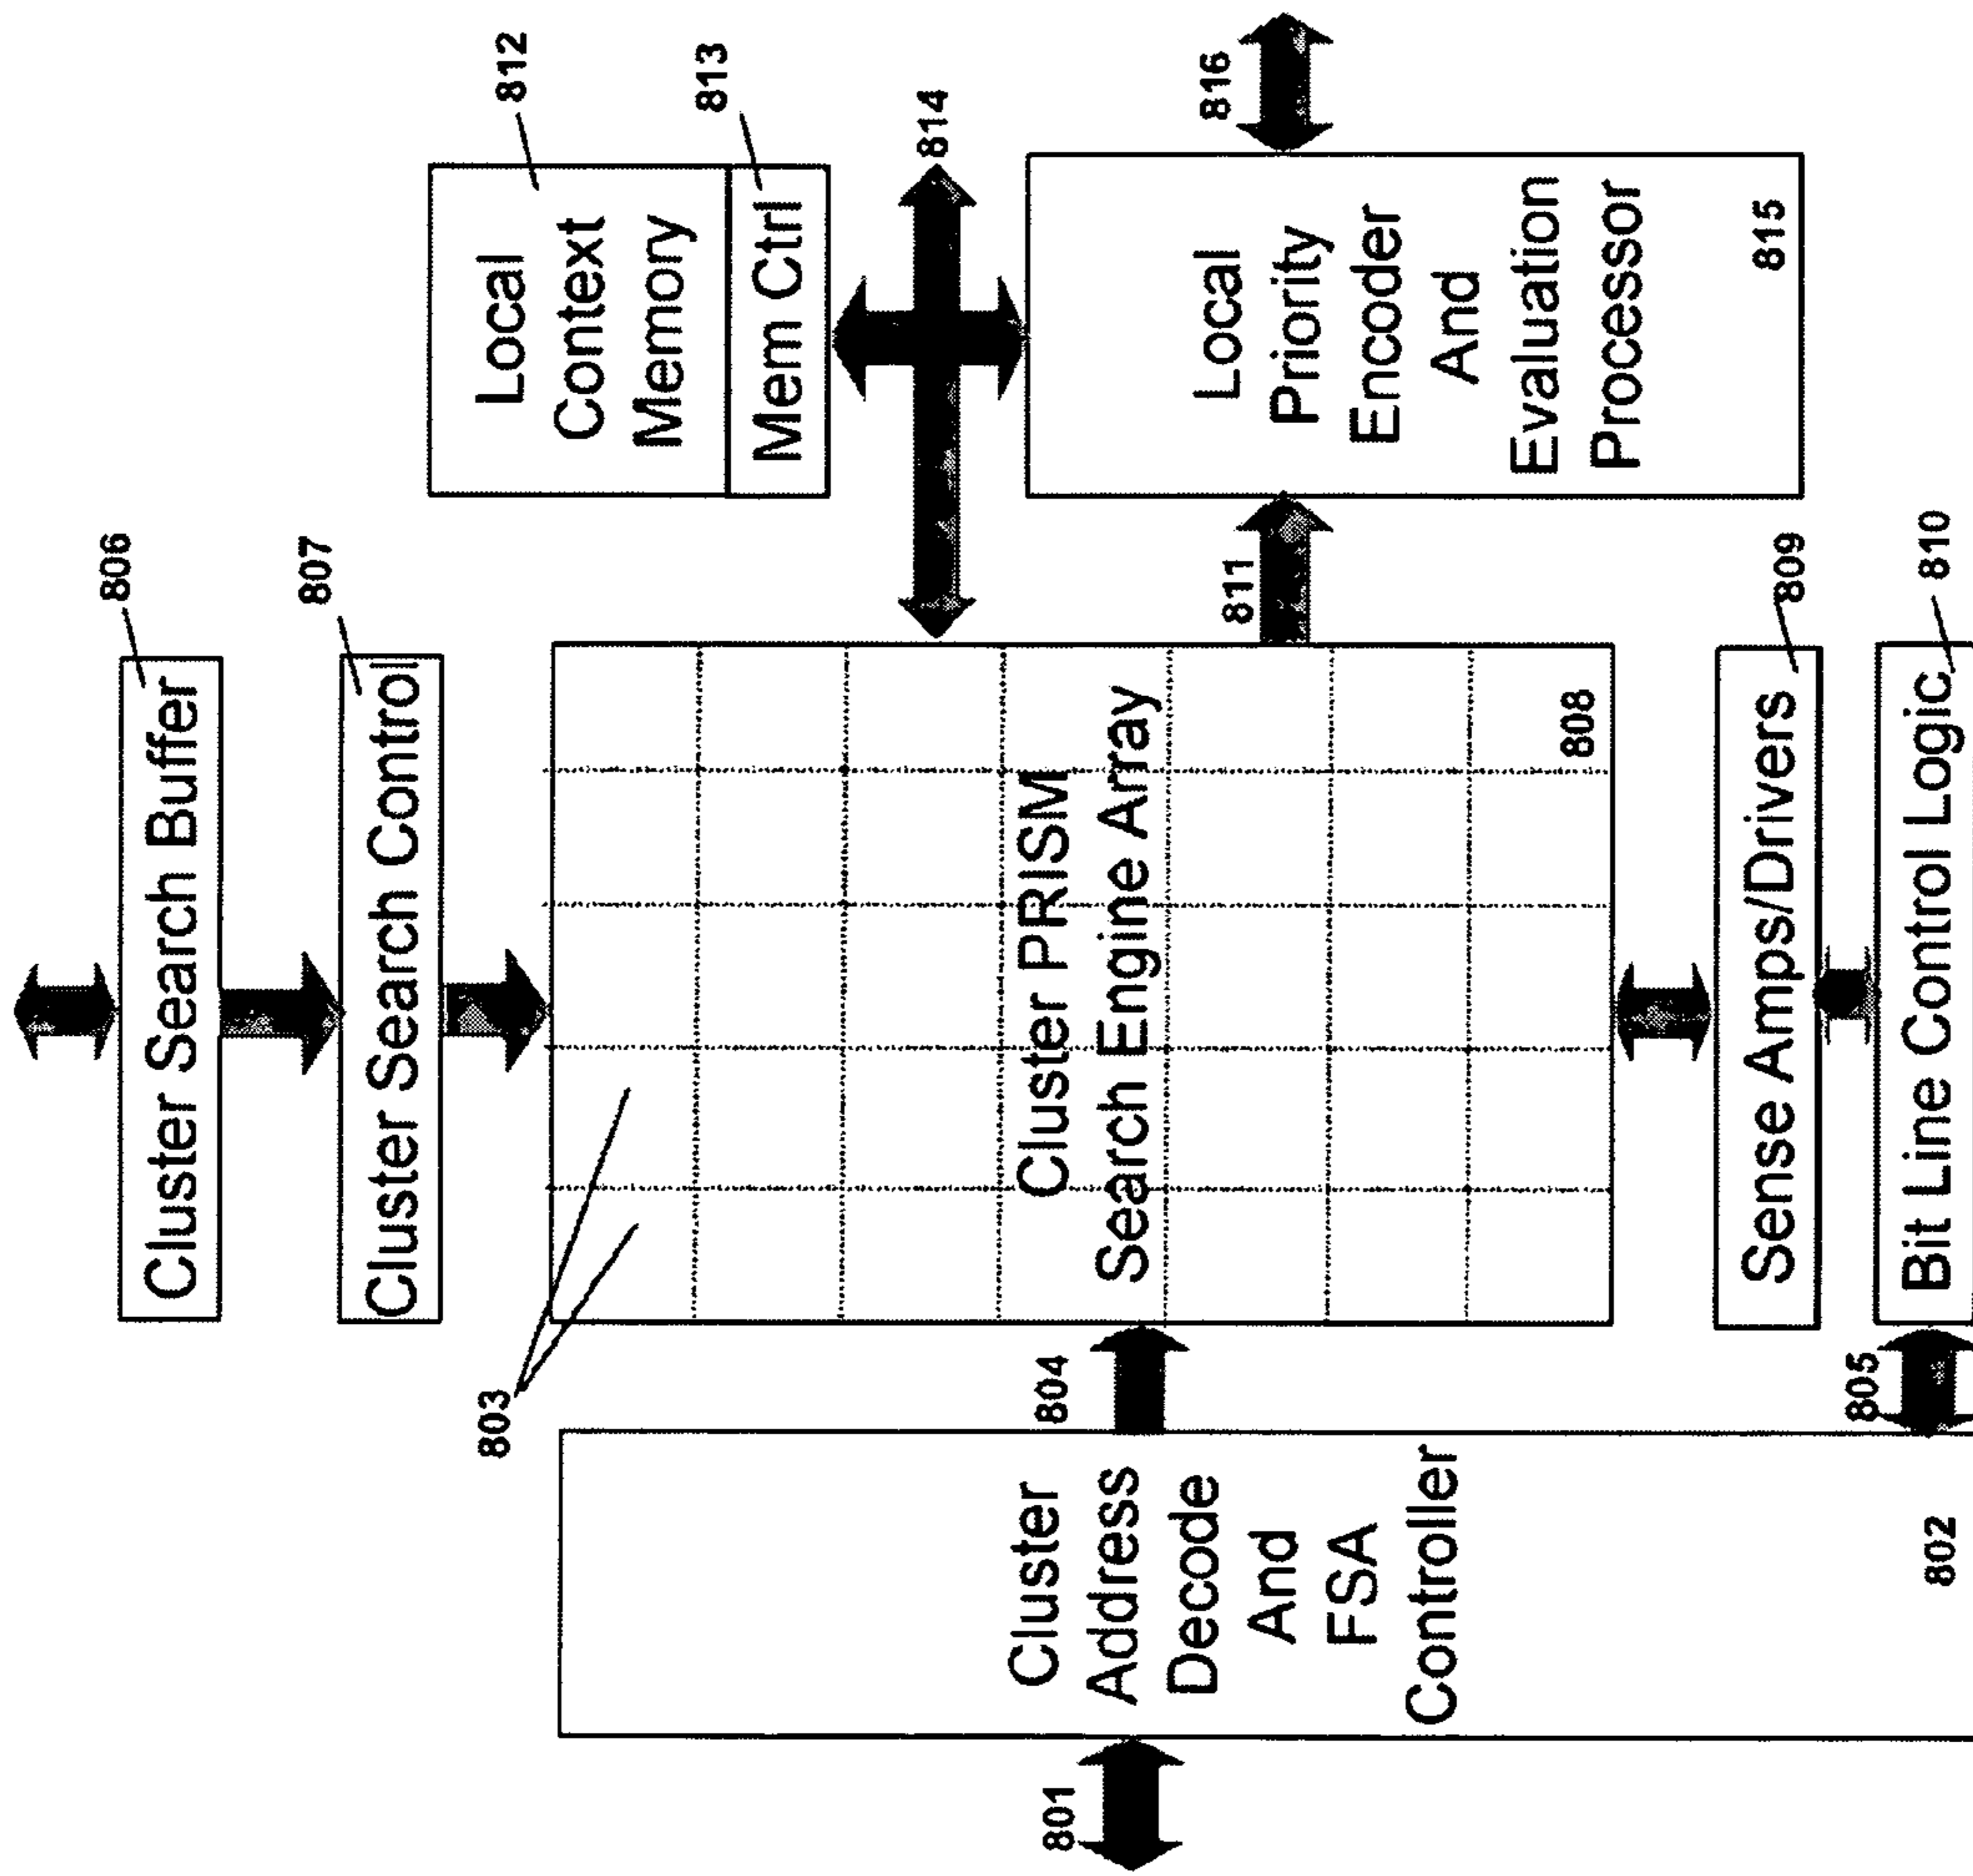 806
Cluster Search Buffer
807
Cluster Search Control
803
Cluster PRISM
Search Engine Array
808
801
Cluster
Address
Decode
And
FSA
Controller
802
804
805
Sense Amps/Drivers
809
Bit Line Control Logic
810
811
812
Local
Context
Memory
813
Mem Ctrl
814
Local
Priority
Encoder
And
Evaluation
Processor
815
816